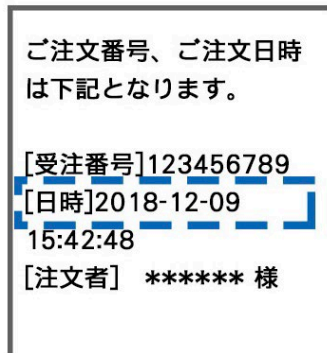 ご注文番号、ご注文日時
は下記となります。
[受注番号]123456789
[日時]2018-12-09
15:42:48
[注文者] ****** 様